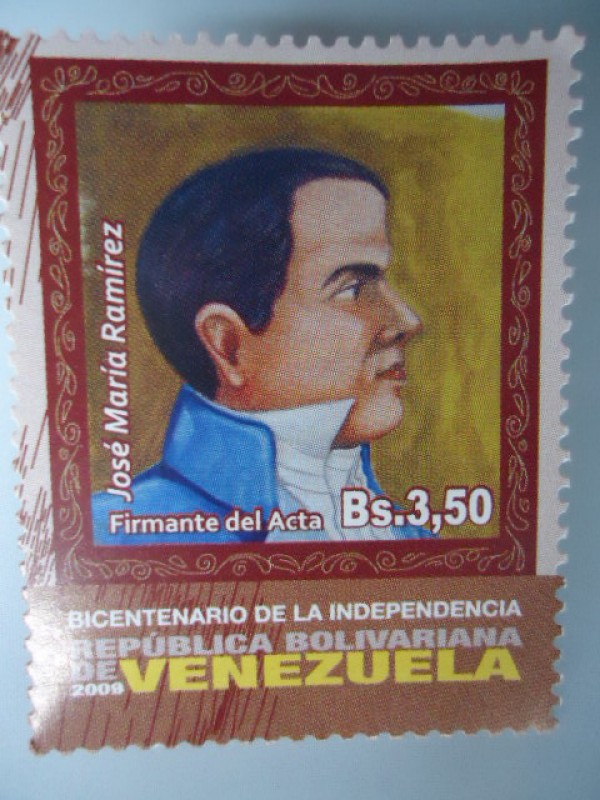 José María Ramírez
Firmante del Acta
Bs.3,50
BICENTENARIO DE LA INDEPENDENCIA
REPÚBLICA BOLIVARIANA
DE VENEZUELA
2009